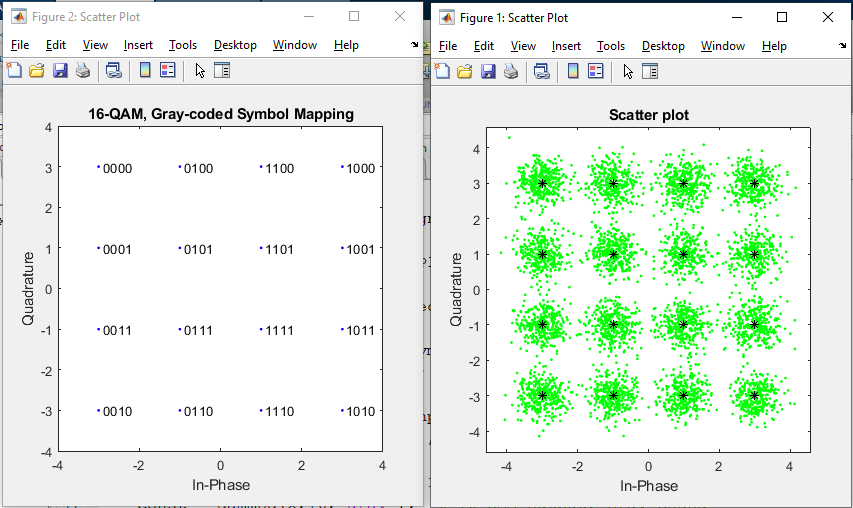 Figure 2: Scatter Plot
File Edit View Insert Tools Desktop Window Help
16-QAM, Gray-coded Symbol Mapping
4
3
2
1
0
-1
-2
-3
-4
0000 0100 1100 1000
0001 0101 1101 1001
0011 0111 1111 1011
0010 0110 1110 1010
-4 -2 0 2 4
Quadrature
In-Phase
Figure 1: Scatter Plot
File Edit View Insert Tools Desktop Window Help
Scatter plot
4
3
2
1
0
-1
-2
-3
-4
-4 -2 0 2 4
Quadrature
In-Phase